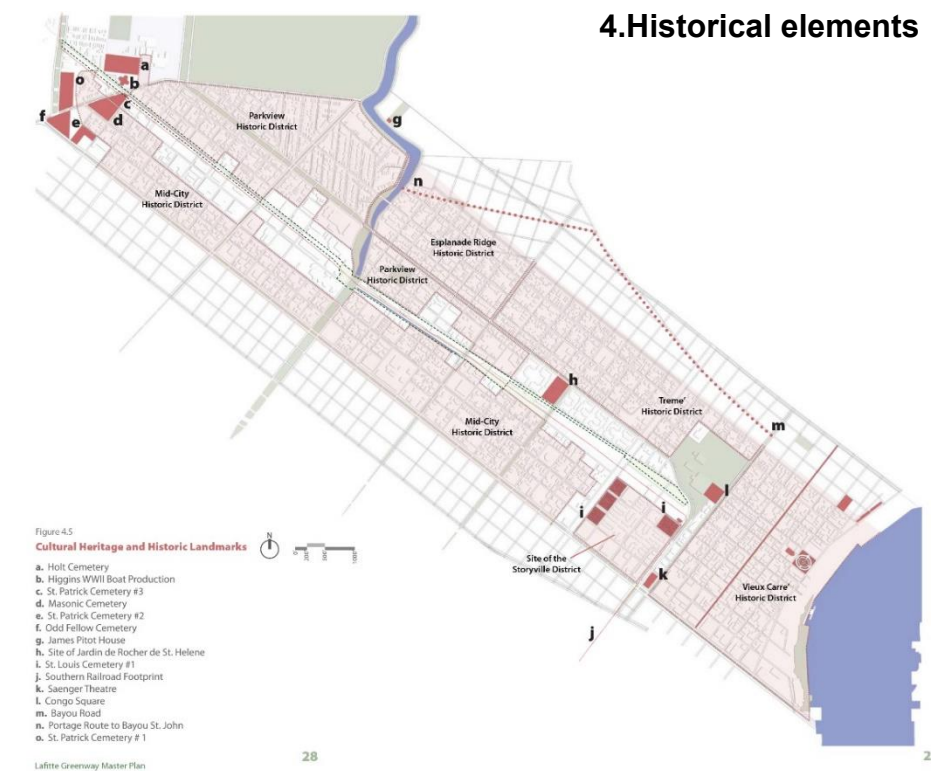 4.Historical elements
a
o
b
c
f
e
d
g
Parkview
Historic District
n
Mid-City
Historic District
Esplanade Ridge
Historic District
Parkview
Historic District
h
Treme'
Historic District
m
Mid-City
Historic District
l
i
i
Site of the
Storyville District
k
Vieux Carre'
Historic District
j
Figure 4.5
Cultural Heritage and Historic Landmarks
N
0
a. Holt Cemetery
b. Higgins WWII Boat Production
c. St. Patrick Cemetery #3
d. Masonic Cemetery
e. St. Patrick Cemetery #2
f. Odd Fellow Cemetery
g. James Pitot House
h. Site of Jardin de Rocher de St. Helene
i. St. Louis Cemetery #1
j. Southern Railroad Footprint
k. Saenger Theatre
l. Congo Square
m. Bayou Road
n. Portage Route to Bayou St. John
o. St. Patrick Cemetery # 1
28
2
Lafitte Greenway Master Plan